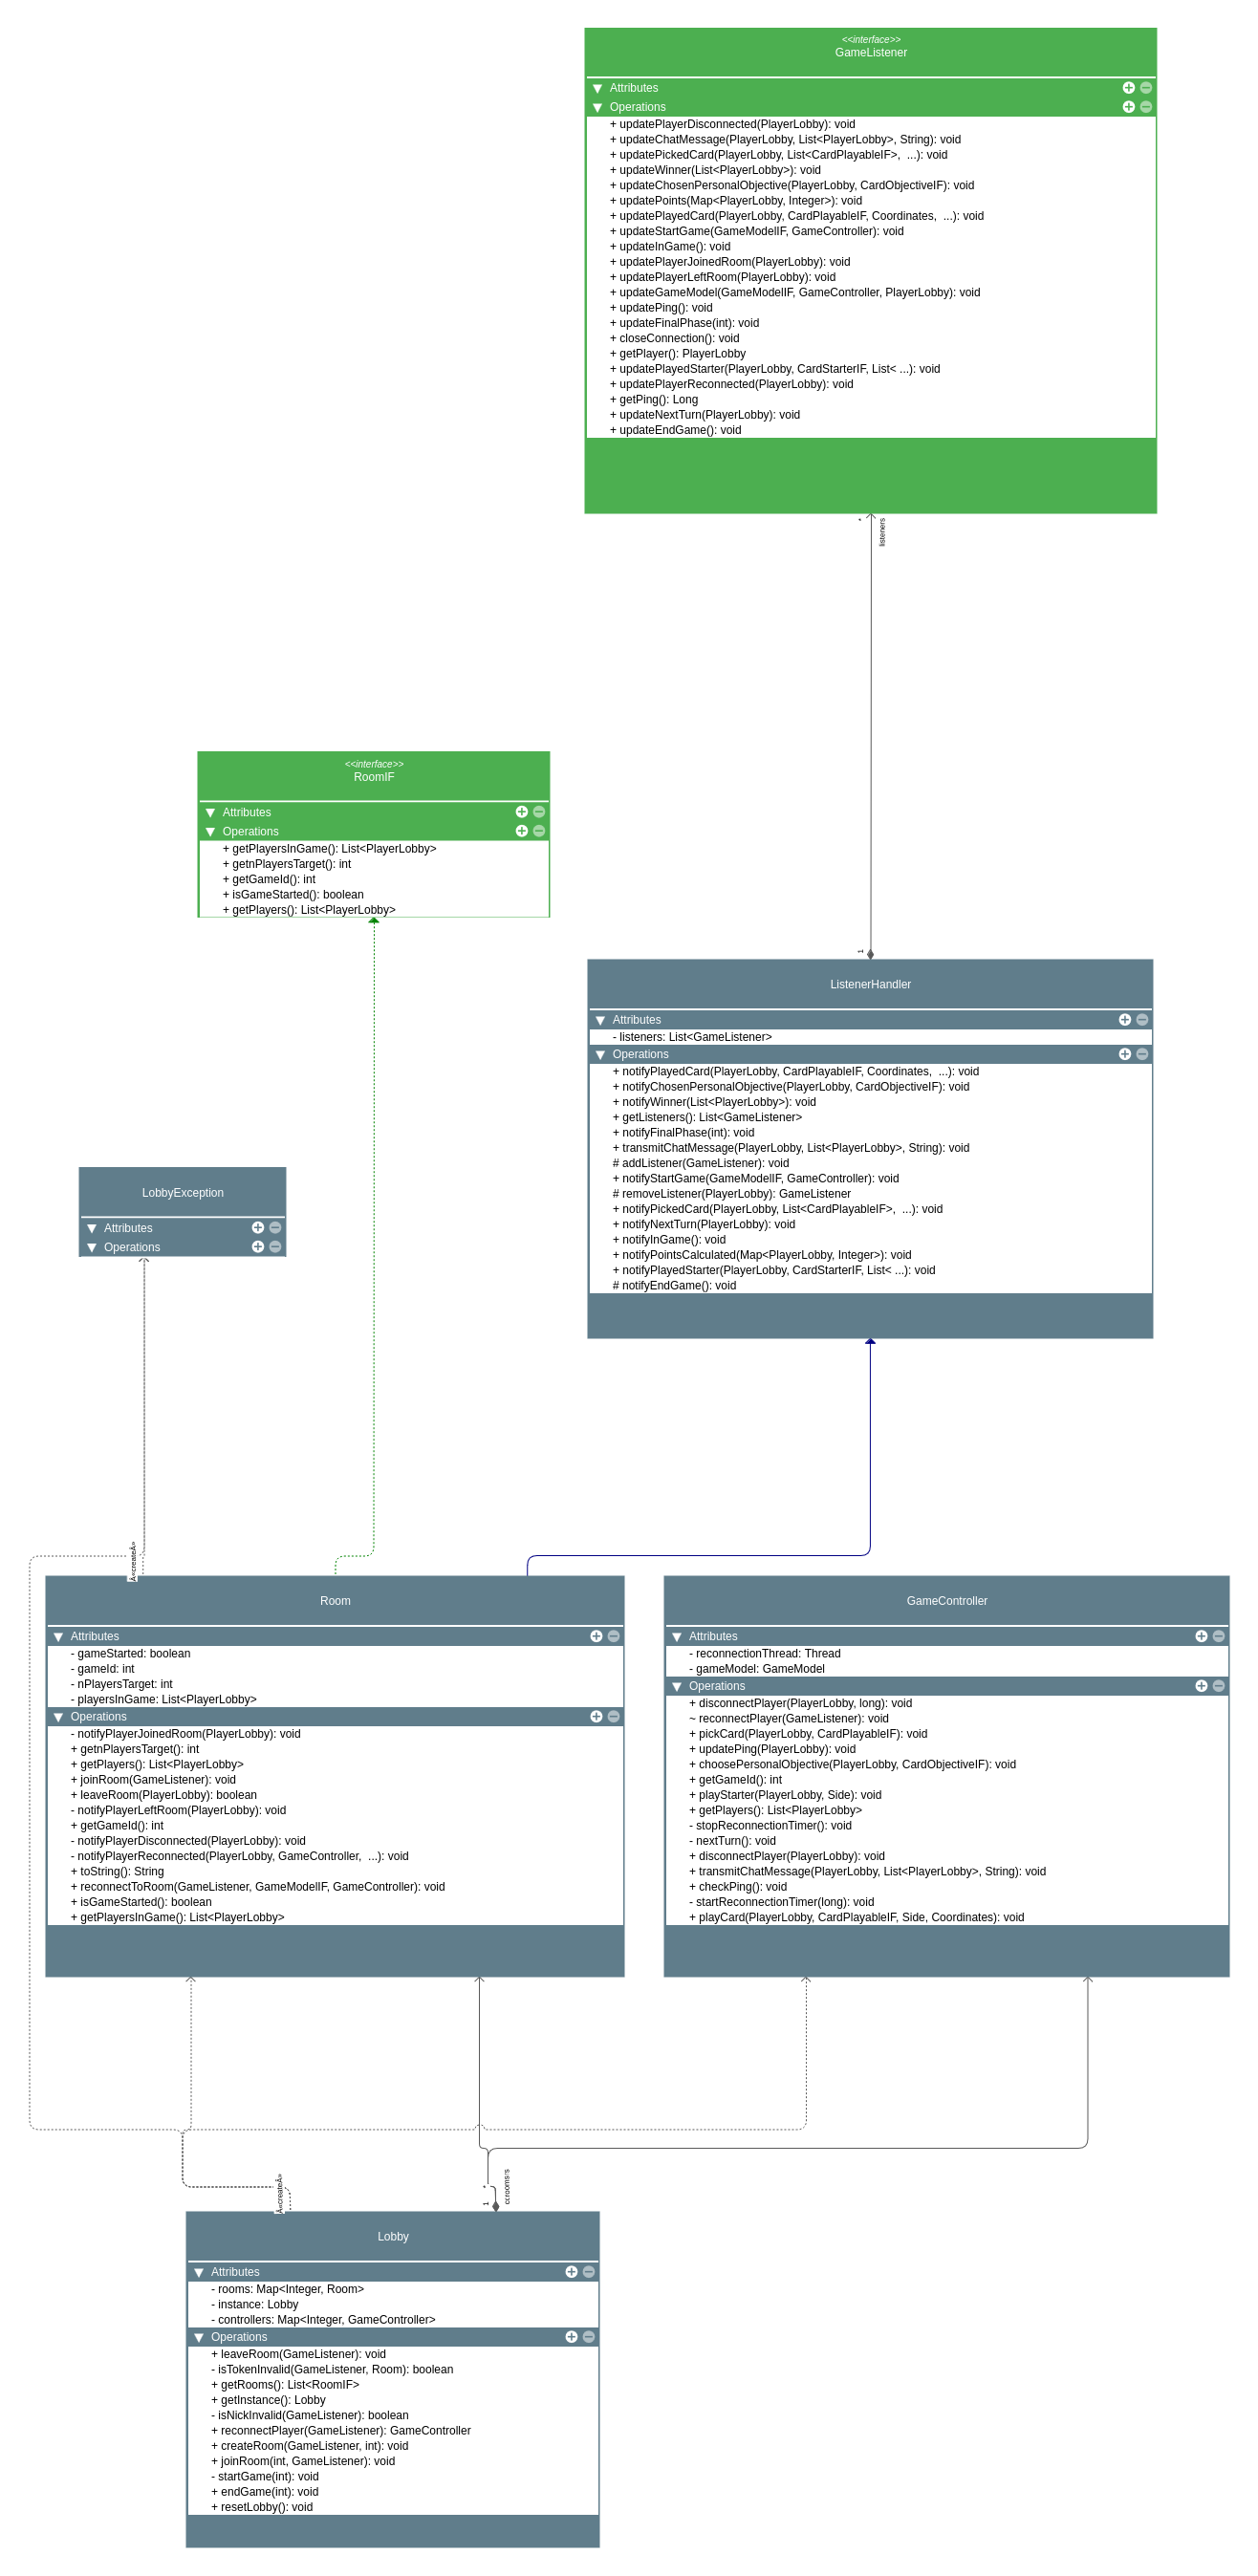 <<interface>>
GameListener
Attributes
Operations
+ updatePlayerDisconnected(PlayerLobby): void
+ updateChatMessage(PlayerLobby, List<PlayerLobby>, String): void
+ updatePickedCard(PlayerLobby, List<CardPlayableIF>,  ...): void
+ updateWinner(List<PlayerLobby>): void
+ updateChosenPersonalObjective(PlayerLobby, CardObjectiveIF): void
+ updatePoints(Map<PlayerLobby, Integer>): void
+ updatePlayedCard(PlayerLobby, CardPlayableIF, Coordinates,  ...): void
+ updateStartGame(GameModelIF, GameController): void
+ updateInGame(): void
+ updatePlayerJoinedRoom(PlayerLobby): void
+ updatePlayerLeftRoom(PlayerLobby): void
+ updateGameModel(GameModelIF, GameController, PlayerLobby): void
+ updatePing(): void
+ updateFinalPhase(int): void
+ closeConnection(): void
+ getPlayer(): PlayerLobby
+ updatePlayedStarter(PlayerLobby, CardStarterIF, List< ...): void
+ updatePlayerReconnected(PlayerLobby): void
+ getPing(): Long
+ updateNextTurn(PlayerLobby): void
+ updateEndGame(): void
*
listeners
<<interface>>
RoomIF
Attributes
Operations
+ getPlayersInGame(): List<PlayerLobby>
+ getnPlayersTarget(): int
+ getGameId(): int
+ isGameStarted(): boolean
+ getPlayers(): List<PlayerLobby>
1
ListenerHandler
Attributes
- listeners: List<GameListener>
Operations
+ notifyPlayedCard(PlayerLobby, CardPlayableIF, Coordinates,  ...): void
+ notifyChosenPersonalObjective(PlayerLobby, CardObjectiveIF): void
+ notifyWinner(List<PlayerLobby>): void
+ getListeners(): List<GameListener>
+ notifyFinalPhase(int): void
+ transmitChatMessage(PlayerLobby, List<PlayerLobby>, String): void
# addListener(GameListener): void
+ notifyStartGame(GameModelIF, GameController): void
# removeListener(PlayerLobby): GameListener
+ notifyPickedCard(PlayerLobby, List<CardPlayableIF>,  ...): void
+ notifyNextTurn(PlayerLobby): void
+ notifyInGame(): void
+ notifyPointsCalculated(Map<PlayerLobby, Integer>): void
+ notifyPlayedStarter(PlayerLobby, CardStarterIF, List< ...): void
# notifyEndGame(): void
LobbyException
Attributes
Operations
Â«createÂ»
Room
Attributes
- gameStarted: boolean
- gameId: int
- nPlayersTarget: int
- playersInGame: List<PlayerLobby>
Operations
- notifyPlayerJoinedRoom(PlayerLobby): void
+ getnPlayersTarget(): int
+ getPlayers(): List<PlayerLobby>
+ joinRoom(GameListener): void
+ leaveRoom(PlayerLobby): boolean
- notifyPlayerLeftRoom(PlayerLobby): void
+ getGameId(): int
- notifyPlayerDisconnected(PlayerLobby): void
- notifyPlayerReconnected(PlayerLobby, GameController,  ...): void
+ toString(): String
+ reconnectToRoom(GameListener, GameModelIF, GameController): void
+ isGameStarted(): boolean
+ getPlayersInGame(): List<PlayerLobby>
GameController
Attributes
- reconnectionThread: Thread
- gameModel: GameModel
Operations
+ disconnectPlayer(PlayerLobby, long): void
~ reconnectPlayer(GameListener): void
+ pickCard(PlayerLobby, CardPlayableIF): void
+ updatePing(PlayerLobby): void
+ choosePersonalObjective(PlayerLobby, CardObjectiveIF): void
+ getGameId(): int
+ playStarter(PlayerLobby, Side): void
+ getPlayers(): List<PlayerLobby>
- stopReconnectionTimer(): void
- nextTurn(): void
+ disconnectPlayer(PlayerLobby): void
+ transmitChatMessage(PlayerLobby, List<PlayerLobby>, String): void
+ checkPing(): void
- startReconnectionTimer(long): void
+ playCard(PlayerLobby, CardPlayableIF, Side, Coordinates): void
Â«createÂ»
*
1
Lobby
Attributes
- rooms: Map<Integer, Room>
- instance: Lobby
- controllers: Map<Integer, GameController>
Operations
+ leaveRoom(GameListener): void
- isTokenInvalid(GameListener, Room): boolean
+ getRooms(): List<RoomIF>
+ getInstance(): Lobby
- isNickInvalid(GameListener): boolean
+ reconnectPlayer(GameListener): GameController
+ createRoom(GameListener, int): void
+ joinRoom(int, GameListener): void
- startGame(int): void
+ endGame(int): void
+ resetLobby(): void